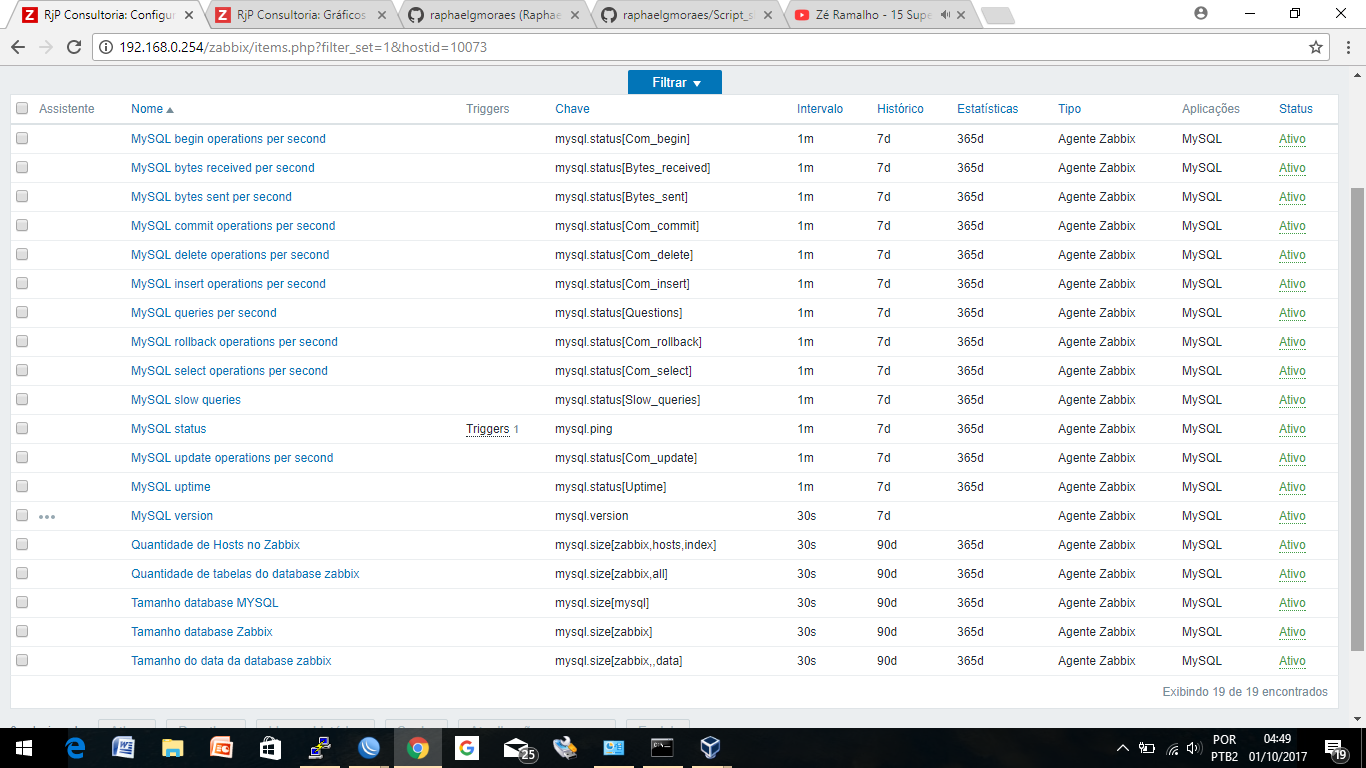 RjP Consultoria: Configur
RjP Consultoria: Gráficos
raphaelgmoraes (Raphae
raphaelgmoraes/Script_s
Zé Ramalho - 15 Supe
192.168.0.254/zabbix/items.php?filter_set=1&hostid=10073
Filtrar
Assistente Nome Triggers Chave Intervalo Histórico Estatísticas Tipo Aplicações Status
MySQL begin operations per second mysql.status[Com_begin] 1m 7d 365d Agente Zabbix MySQL Ativo
MySQL bytes received per second mysql.status[Bytes_received] 1m 7d 365d Agente Zabbix MySQL Ativo
MySQL bytes sent per second mysql.status[Bytes_sent] 1m 7d 365d Agente Zabbix MySQL Ativo
MySQL commit operations per second mysql.status[Com_commit] 1m 7d 365d Agente Zabbix MySQL Ativo
MySQL delete operations per second mysql.status[Com_delete] 1m 7d 365d Agente Zabbix MySQL Ativo
MySQL insert operations per second mysql.status[Com_insert] 1m 7d 365d Agente Zabbix MySQL Ativo
MySQL queries per second mysql.status[Questions] 1m 7d 365d Agente Zabbix MySQL Ativo
MySQL rollback operations per second mysql.status[Com_rollback] 1m 7d 365d Agente Zabbix MySQL Ativo
MySQL select operations per second mysql.status[Com_select] 1m 7d 365d Agente Zabbix MySQL Ativo
MySQL slow queries mysql.status[Slow_queries] 1m 7d 365d Agente Zabbix MySQL Ativo
MySQL status Triggers 1 mysql.ping 1m 7d 365d Agente Zabbix MySQL Ativo
MySQL update operations per second mysql.status[Com_update] 1m 7d 365d Agente Zabbix MySQL Ativo
MySQL uptime mysql.status[Uptime] 1m 7d 365d Agente Zabbix MySQL Ativo
MySQL version mysql.version 30s 7d Agente Zabbix MySQL Ativo
Quantidade de Hosts no Zabbix mysql.size[zabbix,hosts,index] 30s 90d 365d Agente Zabbix MySQL Ativo
Quantidade de tabelas do database zabbix mysql.size[zabbix,all] 30s 90d 365d Agente Zabbix MySQL Ativo
Tamanho database MYSQL mysql.size[mysql] 30s 90d 365d Agente Zabbix MySQL Ativo
Tamanho database Zabbix mysql.size[zabbix] 30s 90d 365d Agente Zabbix MySQL Ativo
Tamanho do data da database zabbix mysql.size[zabbix,,data] 30s 90d 365d Agente Zabbix MySQL Ativo
Exibindo 19 de 19 encontrados
25
POR
PTB2
04:49
01/10/2017
19